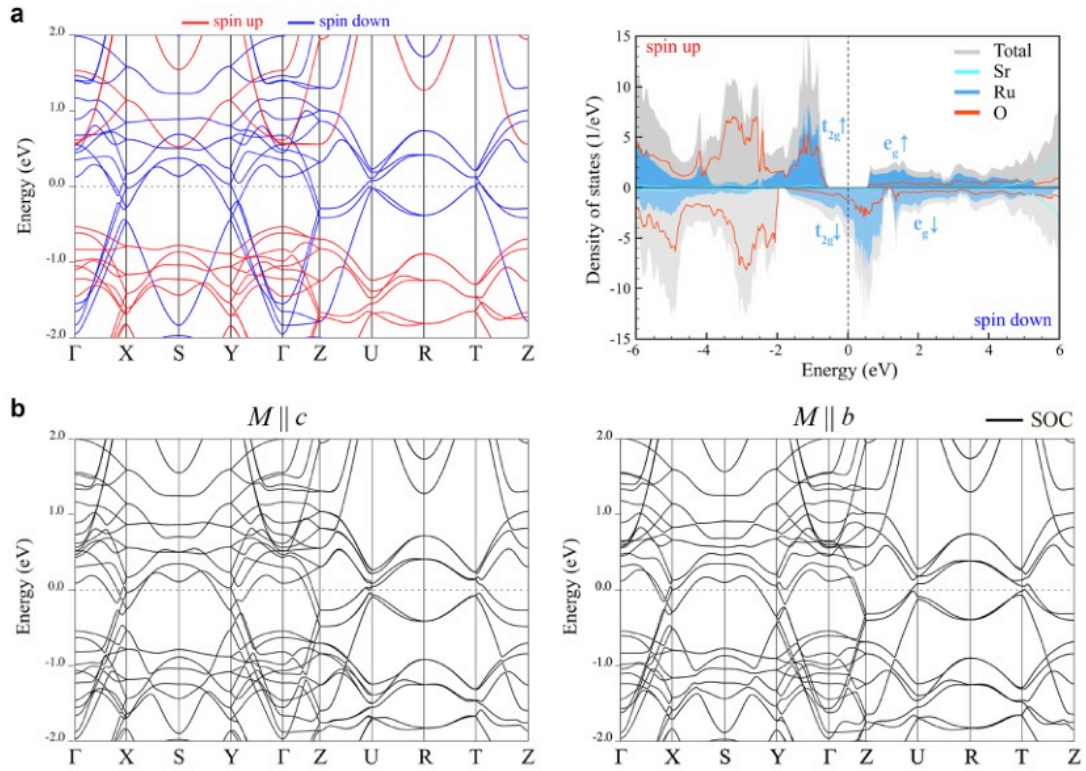 a
spin up spin down
2.0
1.0
0.0
-1.0
-2.0
Energy (eV)
Γ X S Y Γ Z U R T Z
15
10
5
0
-5
-10
-15
Density of states (1/eV)
spin up
Total
Sr
Ru
O
t2g↑
eg↑
t2g↓
eg↓
spin down
-6 -4 -2 0 2 4 6
Energy (eV)
b
M || c
2.0
1.0
0.0
-1.0
-2.0
Energy (eV)
Γ X S Y Γ Z U R T Z
M || b
SOC
2.0
1.0
0.0
-1.0
-2.0
Energy (eV)
Γ X S Y Γ Z U R T Z